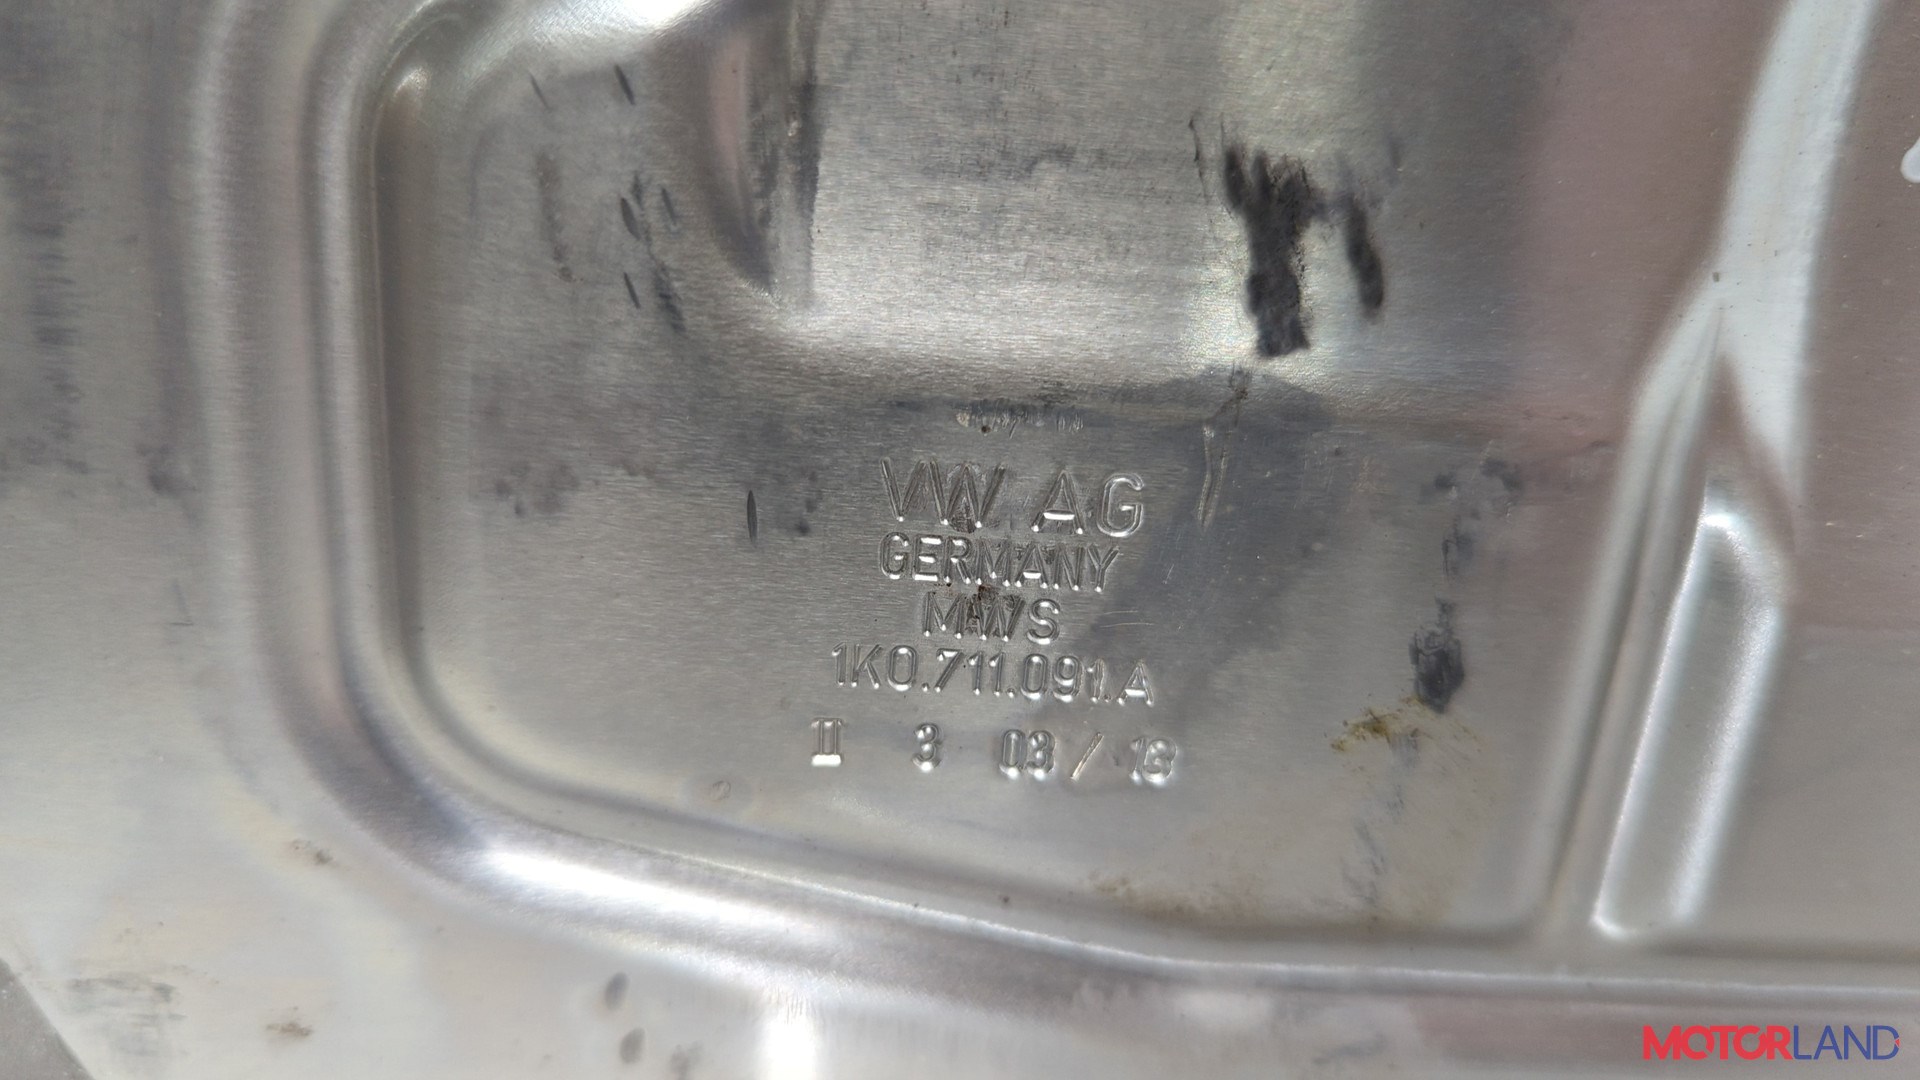 VW AG
GERMANY
MWS
1K0.711.091.A
II 3 03 / 13
MOTORLAND